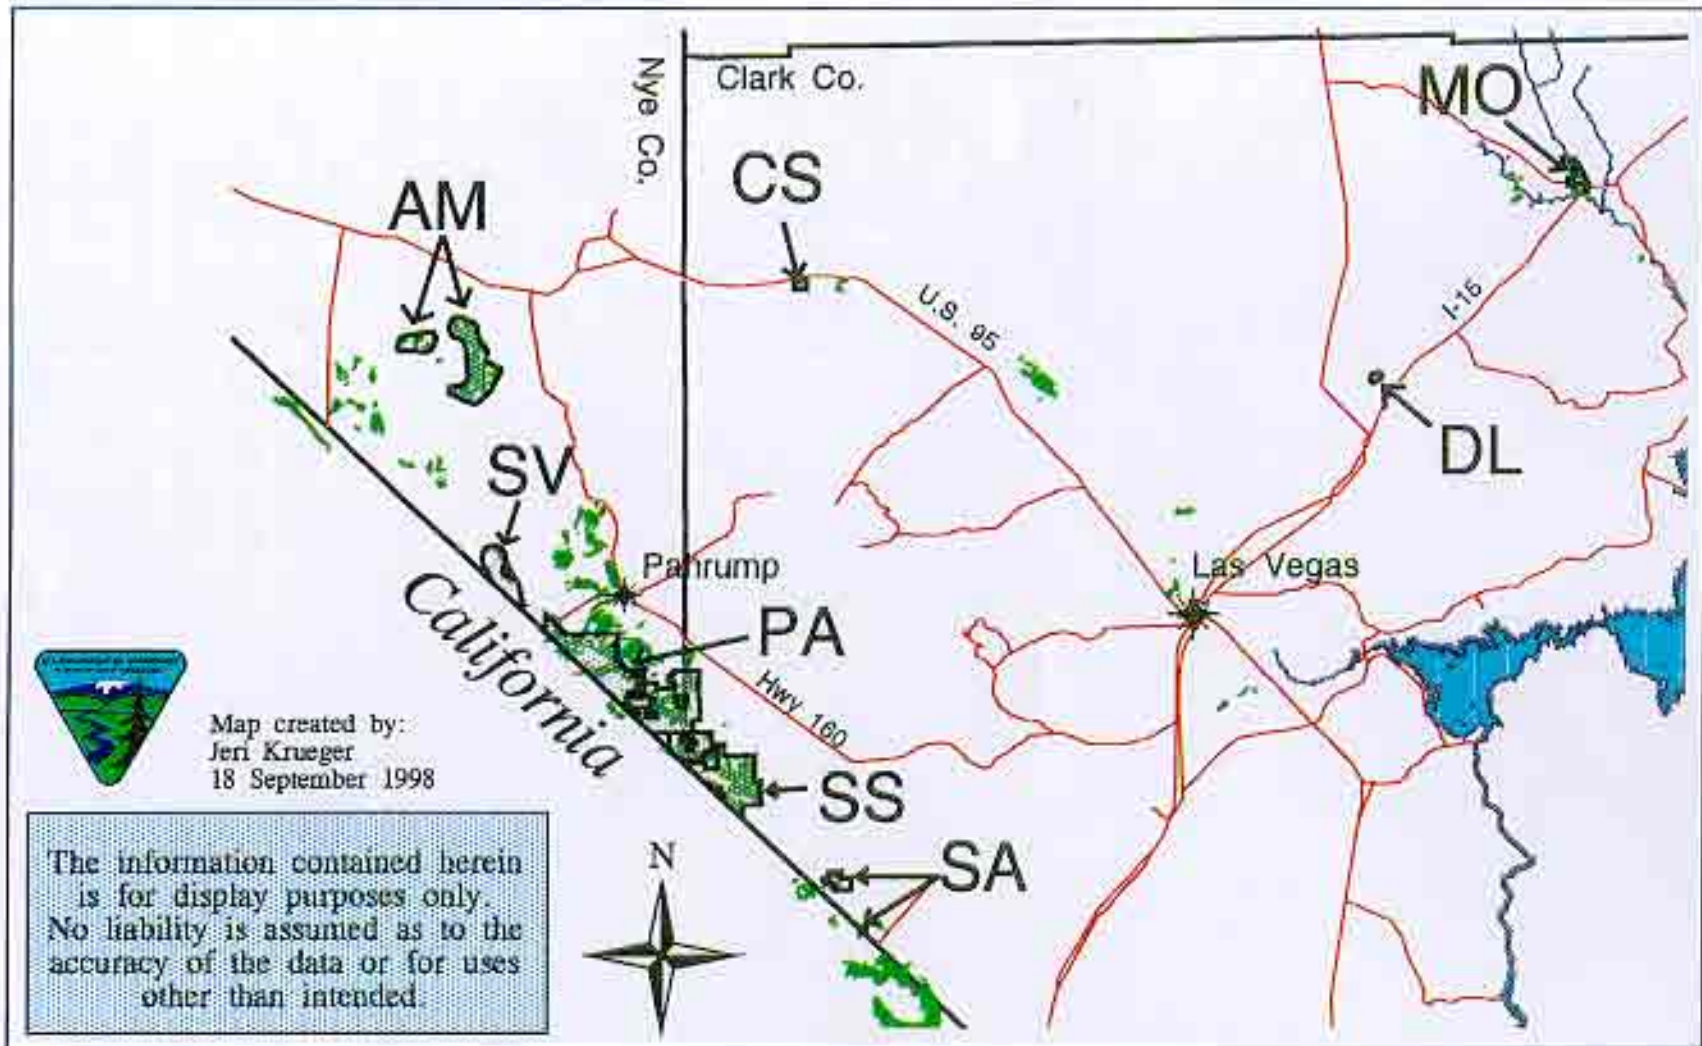 Clark Co.
Nye Co.
MO
CS
AM
U.S. 95
I-15
DL
SV
Pahrump
Las Vegas
California
PA
Hwy 160
Map created by:
Jeri Krueger
18 September 1998
SS
The information contained herein
is for display purposes only.
No liability is assumed as to the
accuracy of the data or for uses
other than intended.
N
SA